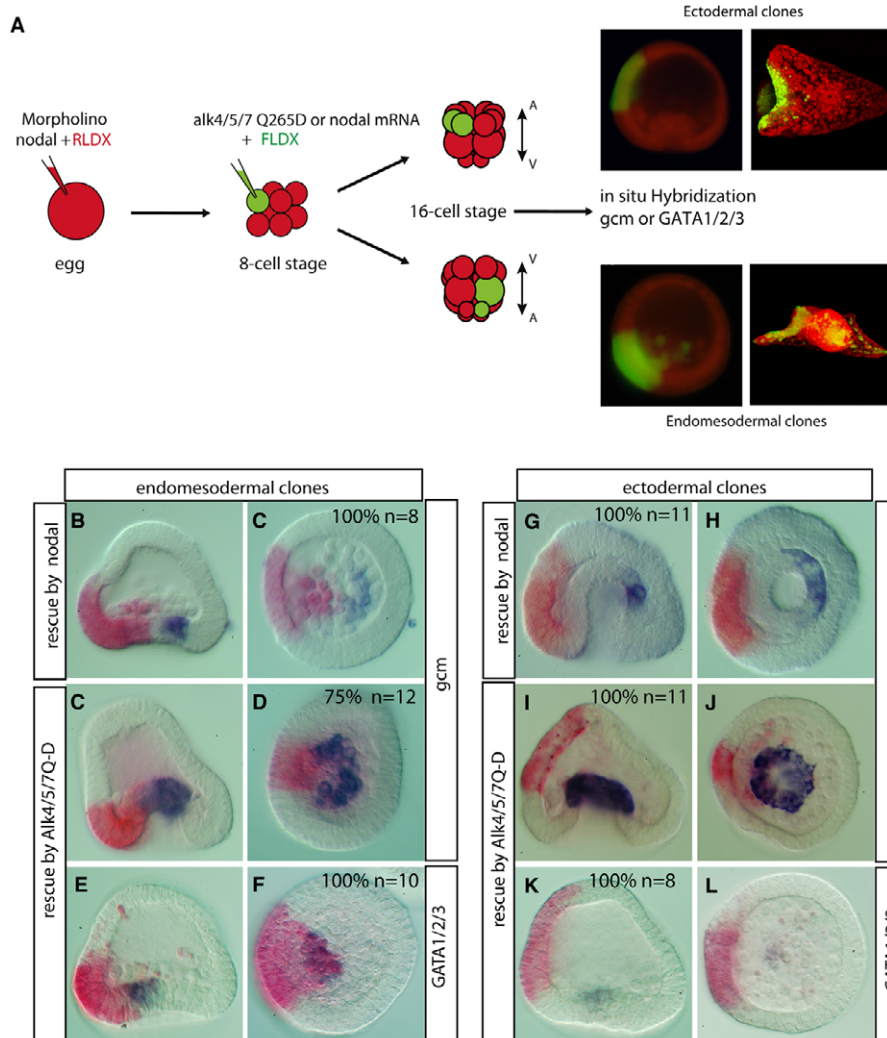 A
Ectodermal clones
Morpholino
nodal +RLDX
alk4/5/7 Q265D or nodal mRNA
+ FLDX
A
V
egg
8-cell stage
16-cell stage
in situ Hybridization
gcm or GATA1/2/3
V
A
Endomesodermal clones
endomesodermal clones
rescue by nodal
B
C
100% n=8
gcm
rescue by Alk4/5/7Q-D
C
D
75% n=12
E
F
100% n=10
GATA1/2/3
ectodermal clones
rescue by nodal
G
100% n=11
H
rescue by Alk4/5/7Q-D
I
100% n=11
J
K
100% n=8
L